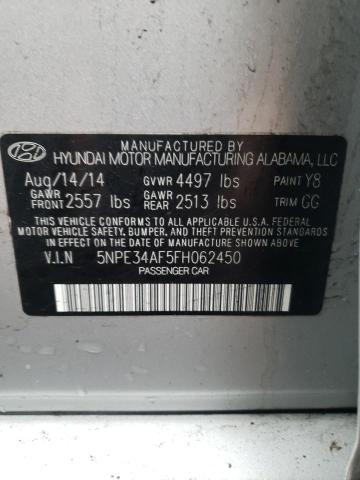 MANUFACTURED BY
HYUNDAI MOTOR MANUFACTURING ALABAMA, LLC
Aug/14/14 GVWR 4497 lbs PAINT Y8
GAWR FRONT 2557 lbs GAWR REAR 2513 lbs TRIM GG
THIS VEHICLE CONFORMS TO ALL APPLICABLE U.S.A. FEDERAL
MOTOR VEHICLE SAFETY, BUMPER, AND THEFT PREVENTION
STANDARDS IN EFFECT ON THE DATE OF MANUFACTURE SHOWN ABOVE.
V.I.N 5NPE34AF5FH062450
PASSENGER CAR